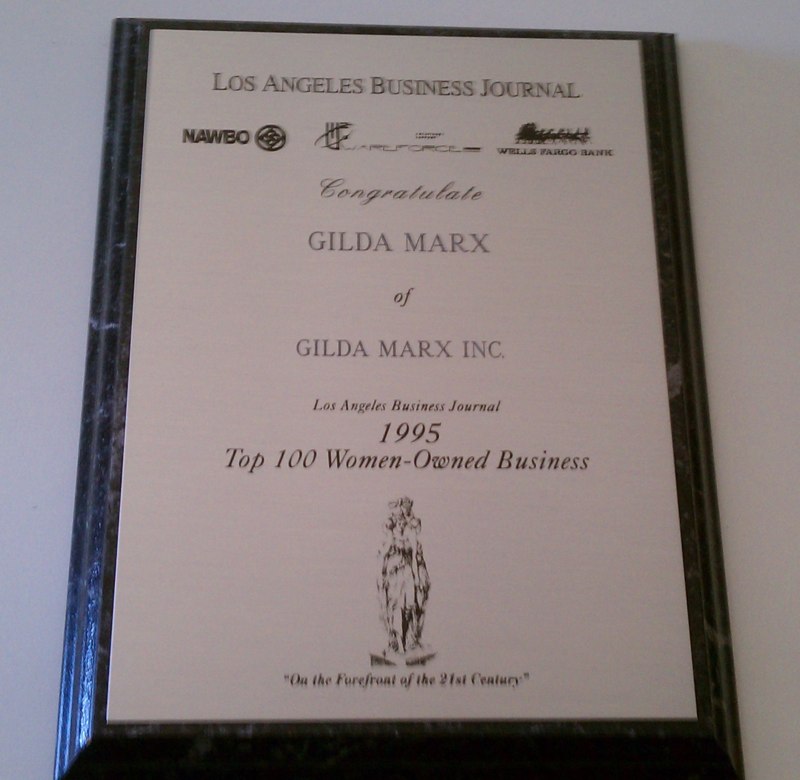 LOS ANGELES BUSINESS JOURNAL
NAWBO
WELLS FARGO BANK
Congratulate
GILDA MARX
of
GILDA MARX INC.
Los Angeles Business Journal
1995
Top 100 Women-Owned Business
"On the Forefront of the 21st Century"